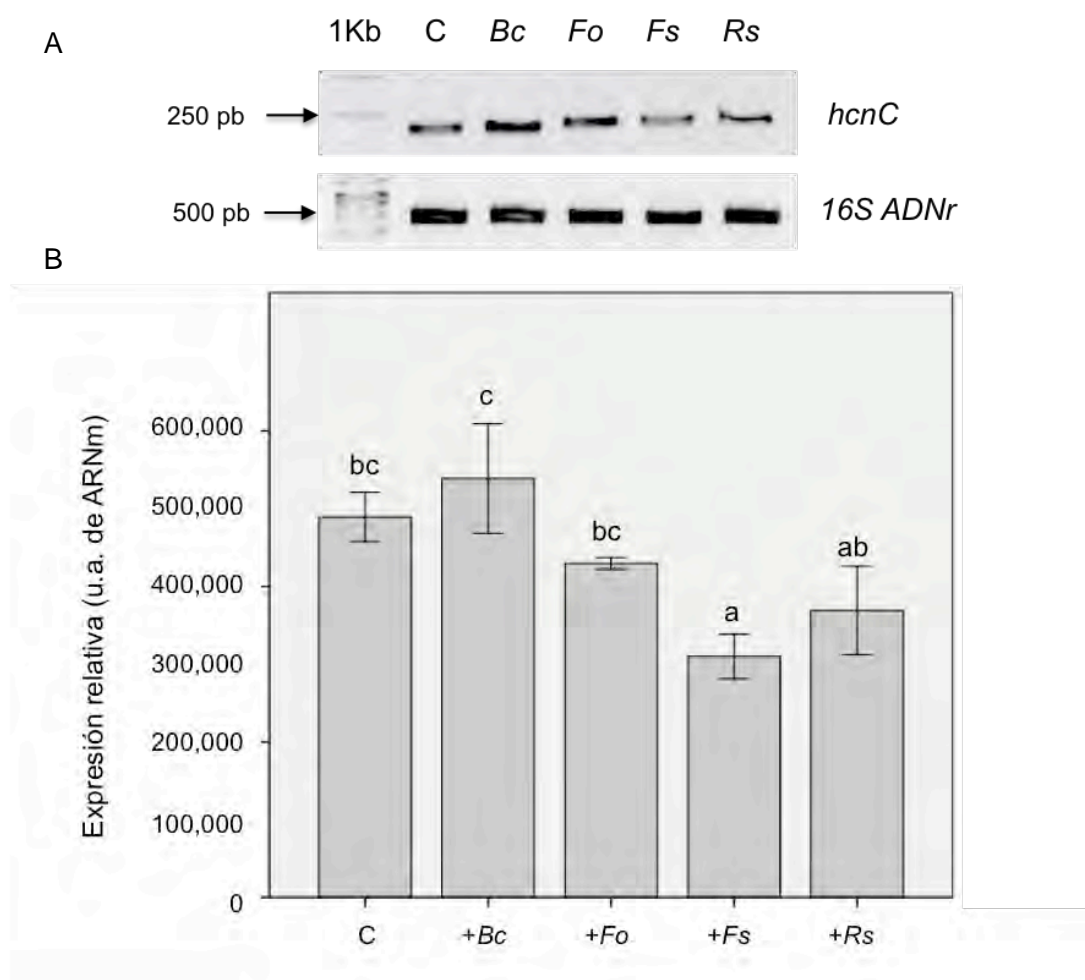 A
1Kb C Bc Fo Fs Rs
250 pb
hcnC
500 pb
16S ADNr
B
Expresión relativa (u.a. de ARNm)
600,000
500,000
400,000
300,000
200,000
100,000
0
bc
c
bc
a
ab
C +Bc +Fo +Fs +Rs